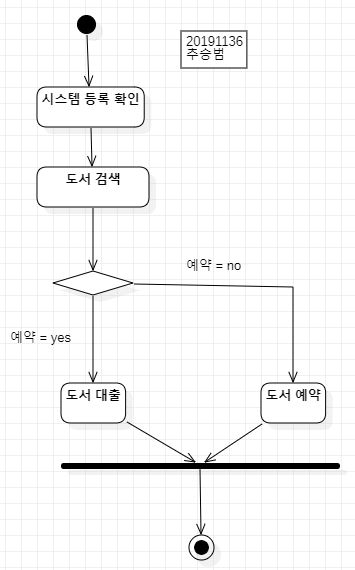 20191136
추승범
시스템 등록 확인
도서 검색
예약 = no
예약 = yes
도서 대출
도서 예약